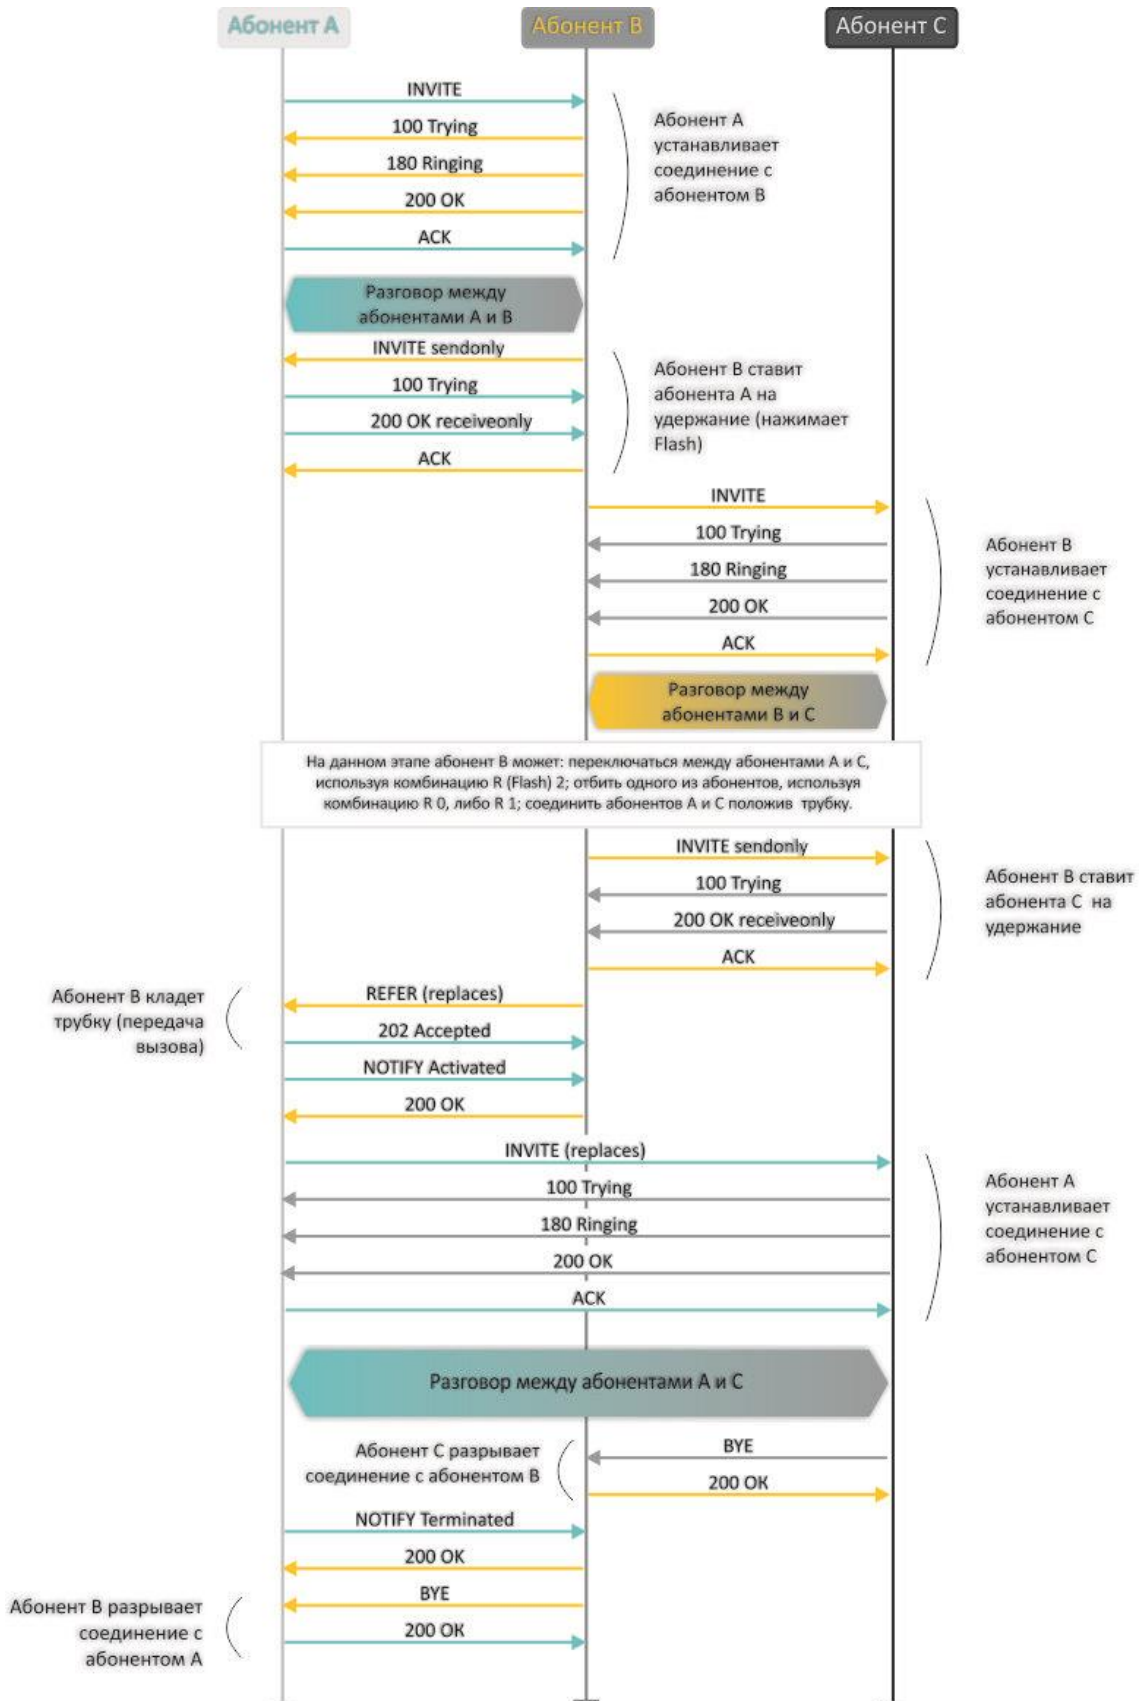 Абонент А
Абонент В
Абонент С
INVITE
100 Trying
180 Ringing
200 OK
ACK
Абонент А
устанавливает
соединение с
абонентом В
Разговор между
абонентами А и В
INVITE sendonly
100 Trying
200 OK receiveonly
ACK
Абонент В ставит
абонента А на
удержание (нажимает
Flash)
INVITE
100 Trying
180 Ringing
200 OK
ACK
Абонент В
устанавливает
соединение с
абонентом С
Разговор между
абонентами В и С
На данном этапе абонент В может: переключаться между абонентами А и С,
используя комбинацию R (Flash) 2; отбить одного из абонентов, используя
комбинацию R 0, либо R 1; соединить абонентов А и С положив трубку.
INVITE sendonly
100 Trying
200 OK receiveonly
ACK
Абонент В ставит
абонента С на
удержание
Абонент В кладет
трубку (передача
вызова)
REFER (replaces)
202 Accepted
NOTIFY Activated
200 OK
INVITE (replaces)
100 Trying
180 Ringing
200 OK
ACK
Абонент А
устанавливает
соединение с
абонентом С
Разговор между абонентами А и С
Абонент С разрывает
соединение с абонентом В
BYE
200 OK
NOTIFY Terminated
200 OK
BYE
200 OK
Абонент В разрывает
соединение с
абонентом А